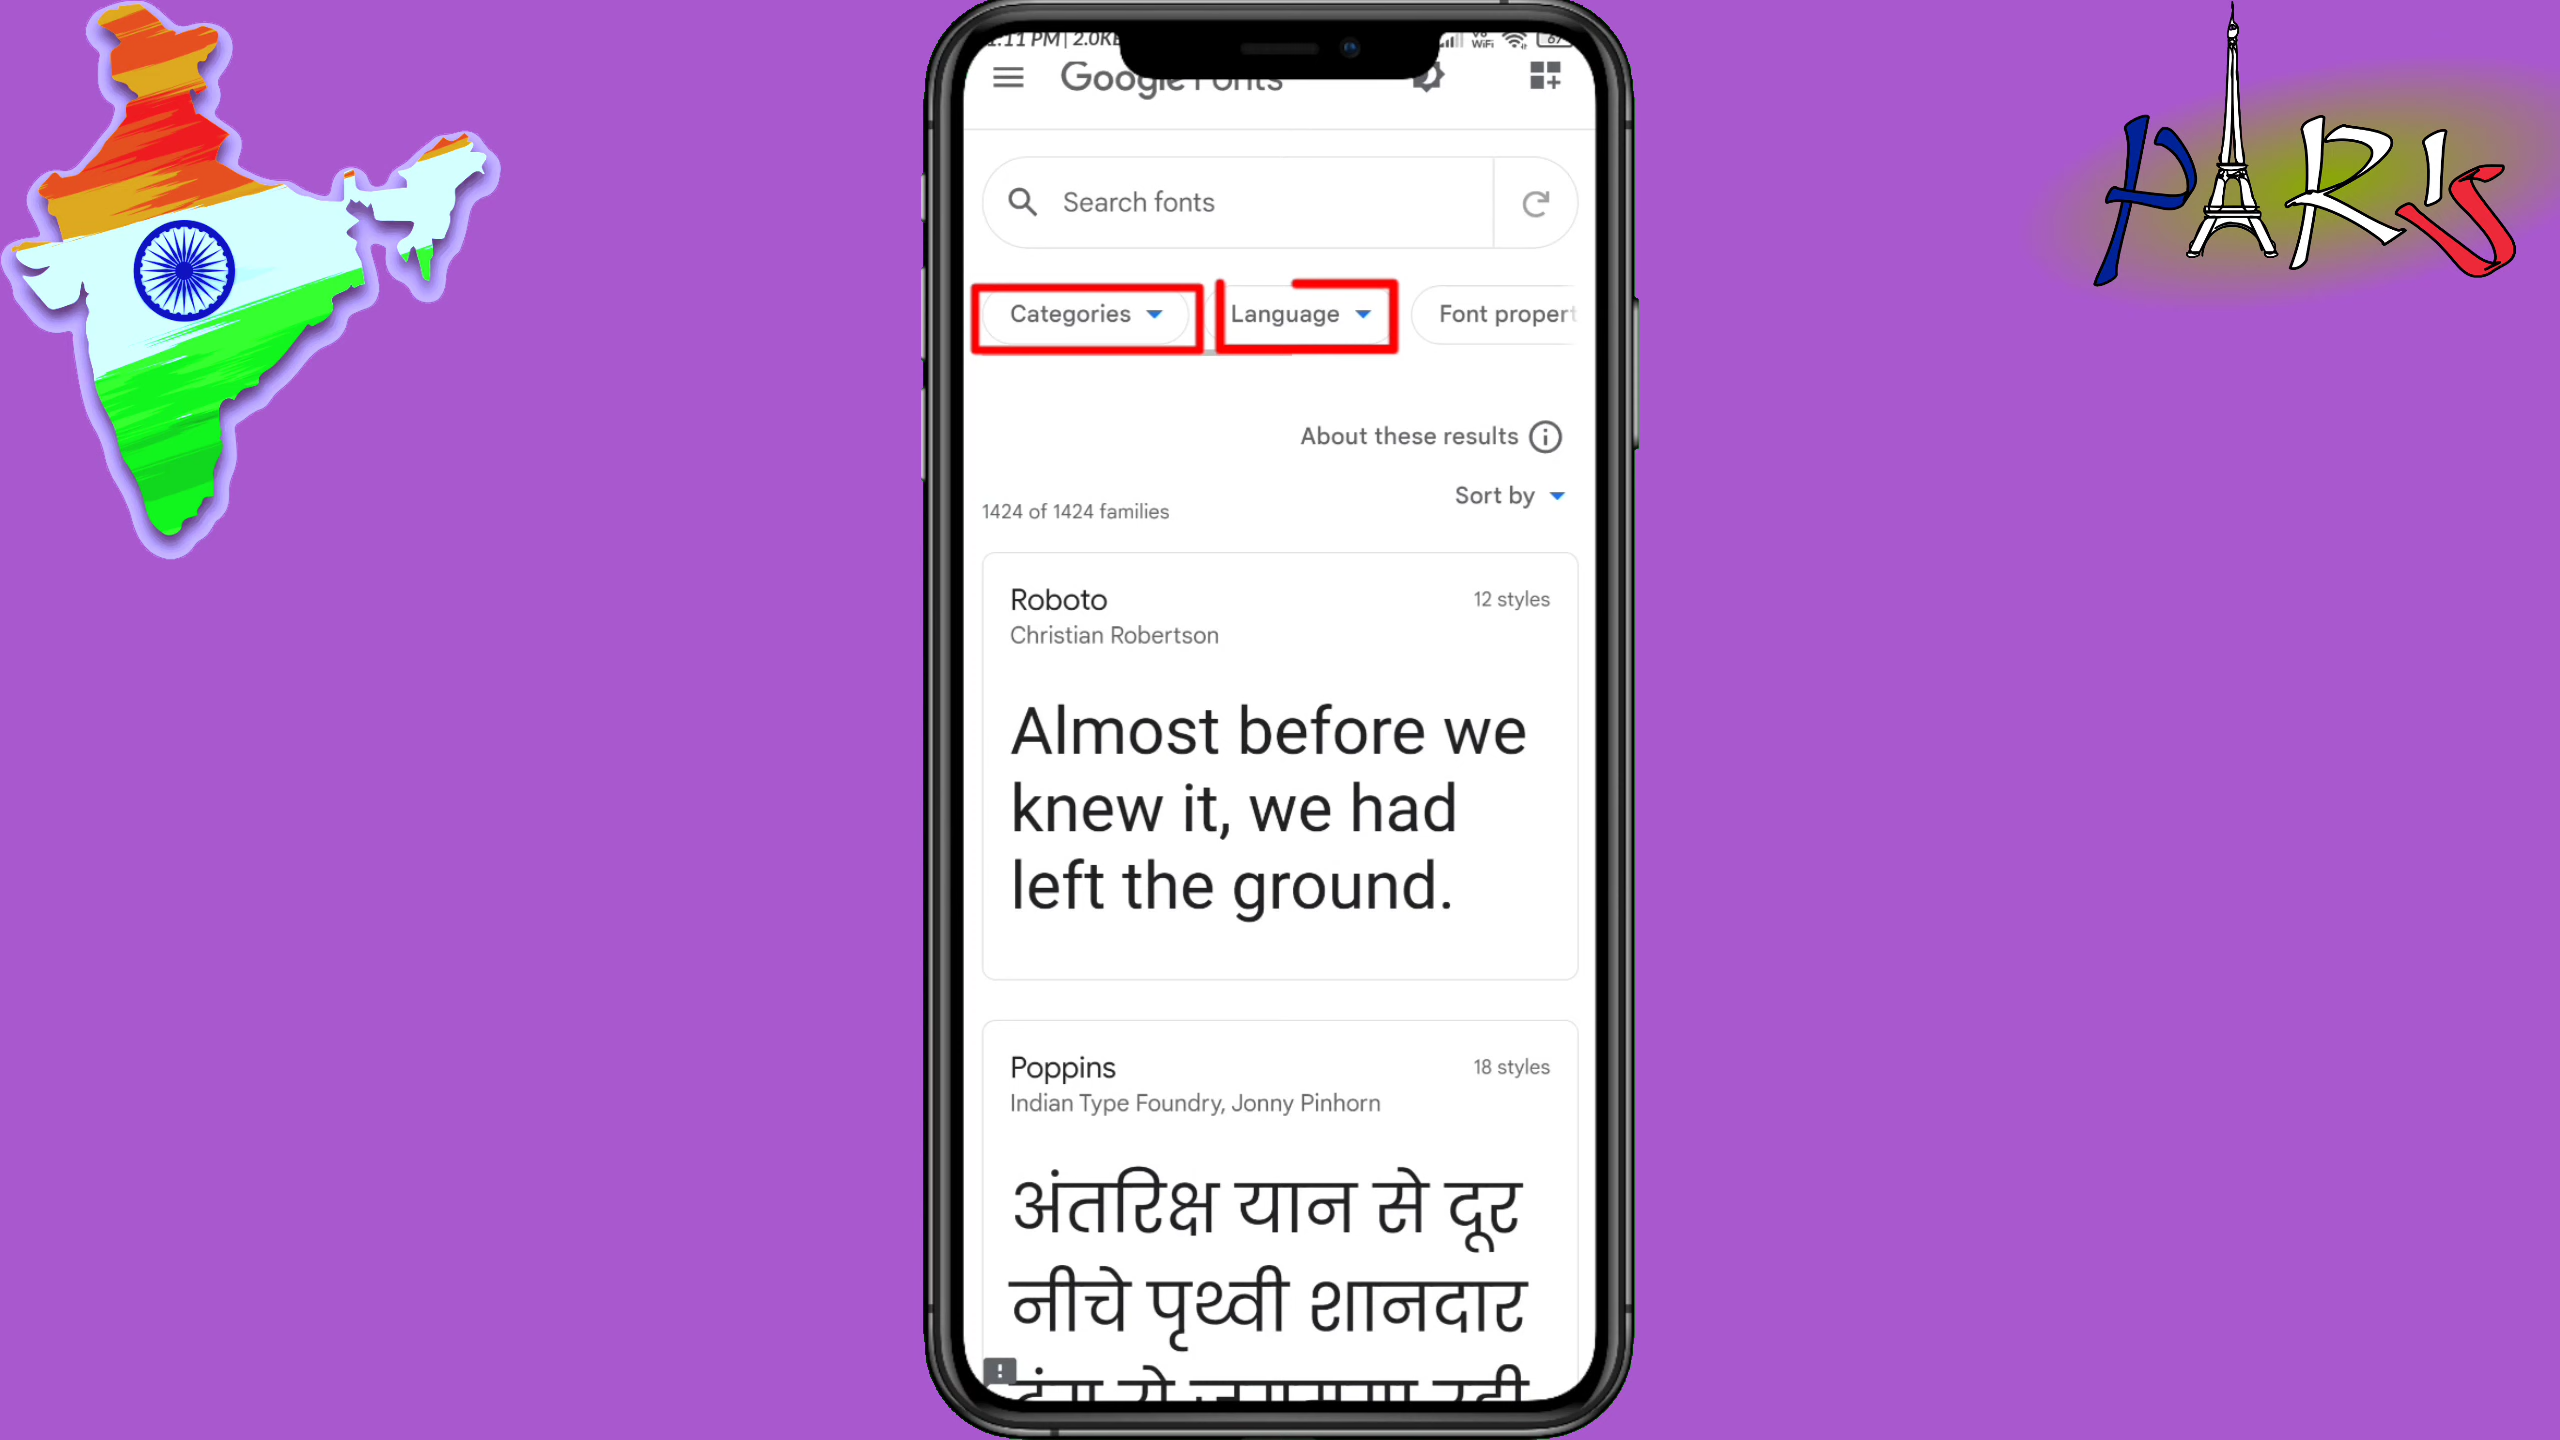 PARI'S
Google Fonts
Search fonts
Categories
Language
Font propert
About these results
Sort by
1424 of 1424 families
Roboto
12 styles
Christian Robertson
Almost before we
knew it, we had
left the ground.
Poppins
18 styles
Indian Type Foundry, Jonny Pinhorn
अंतरिक्ष यान से दूर
नीचे पृथ्वी शानदार